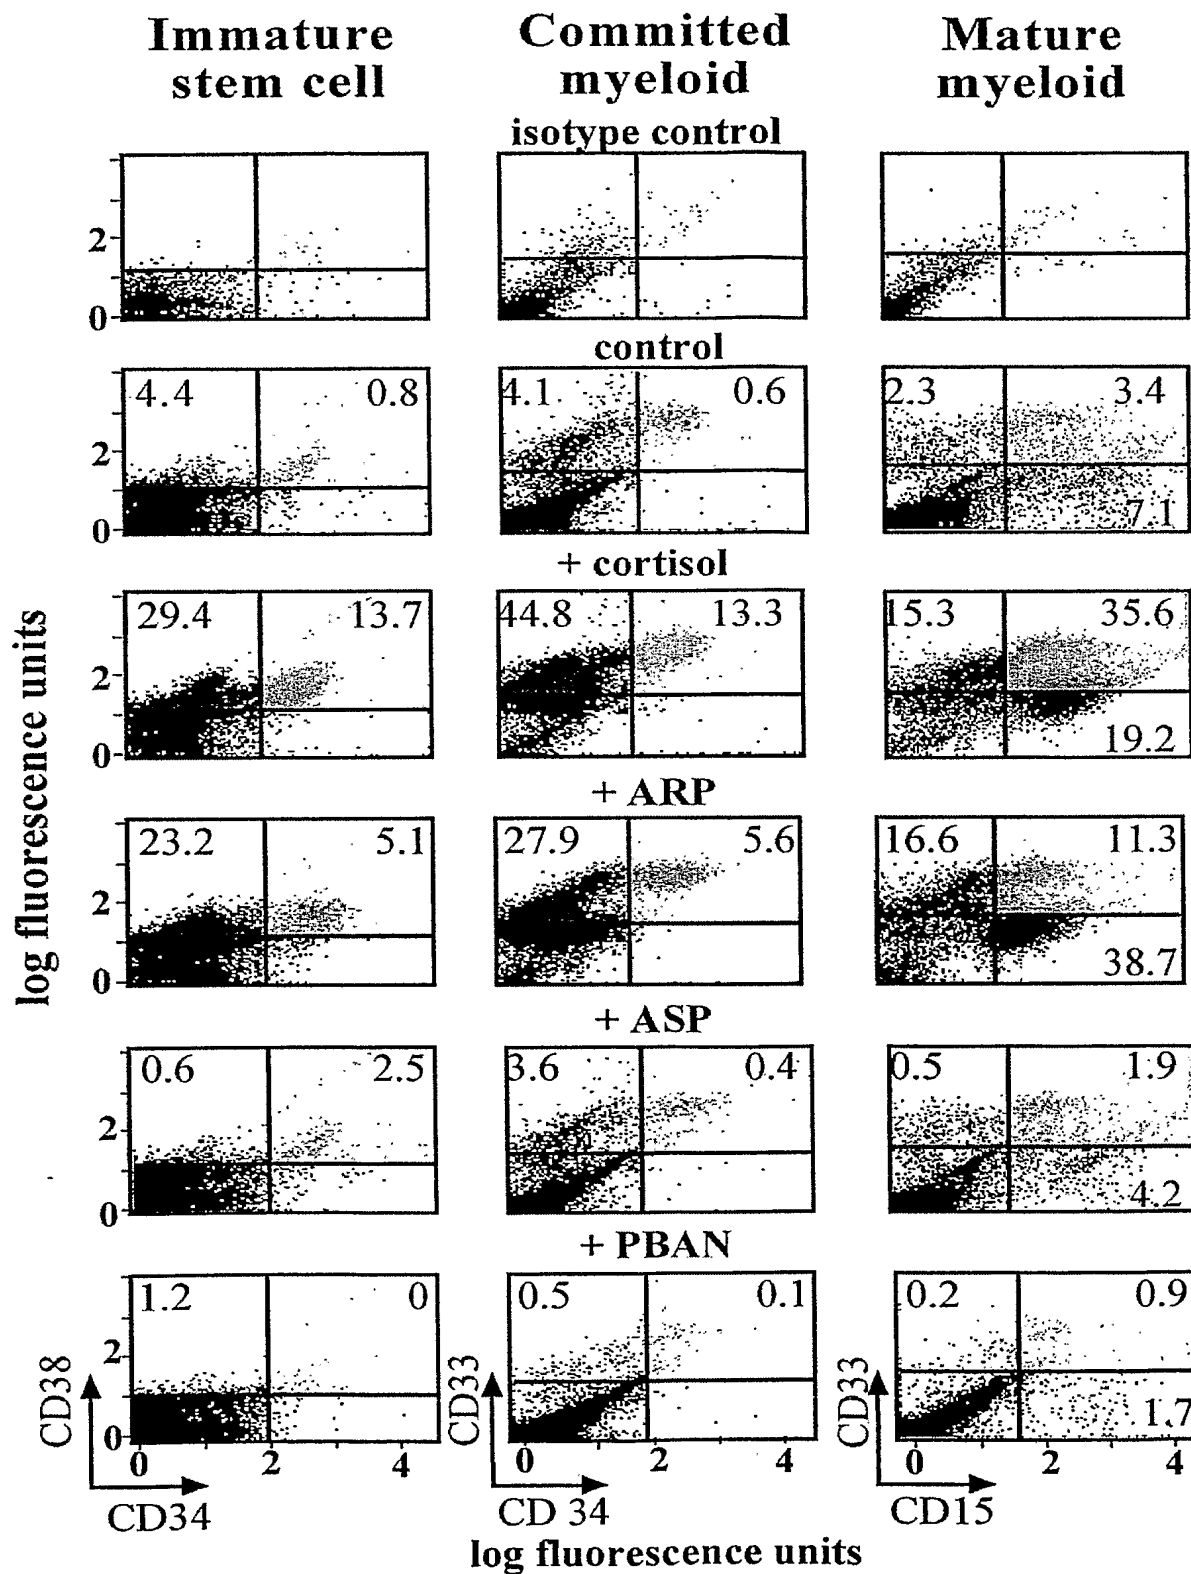 Immature
stem cell
Committed
myeloid
Mature
myeloid
isotype control
2
0
control
4.4 0.8
4.1 0.6
2.3 3.4
7.1
2
0
+ cortisol
29.4 13.7
44.8 13.3
15.3 35.6
19.2
2
0
+ ARP
23.2 5.1
27.9 5.6
16.6 11.3
38.7
2
0
+ ASP
0.6 2.5
3.6 0.4
0.5 1.9
4.2
2
0
+ PBAN
1.2 0
0.5 0.1
0.2 0.9
1.7
2
0
log fluorescence units
CD38
CD33
CD33
0 2 4
0 2 4
0 2 4
CD34
CD 34
CD15
log fluorescence units